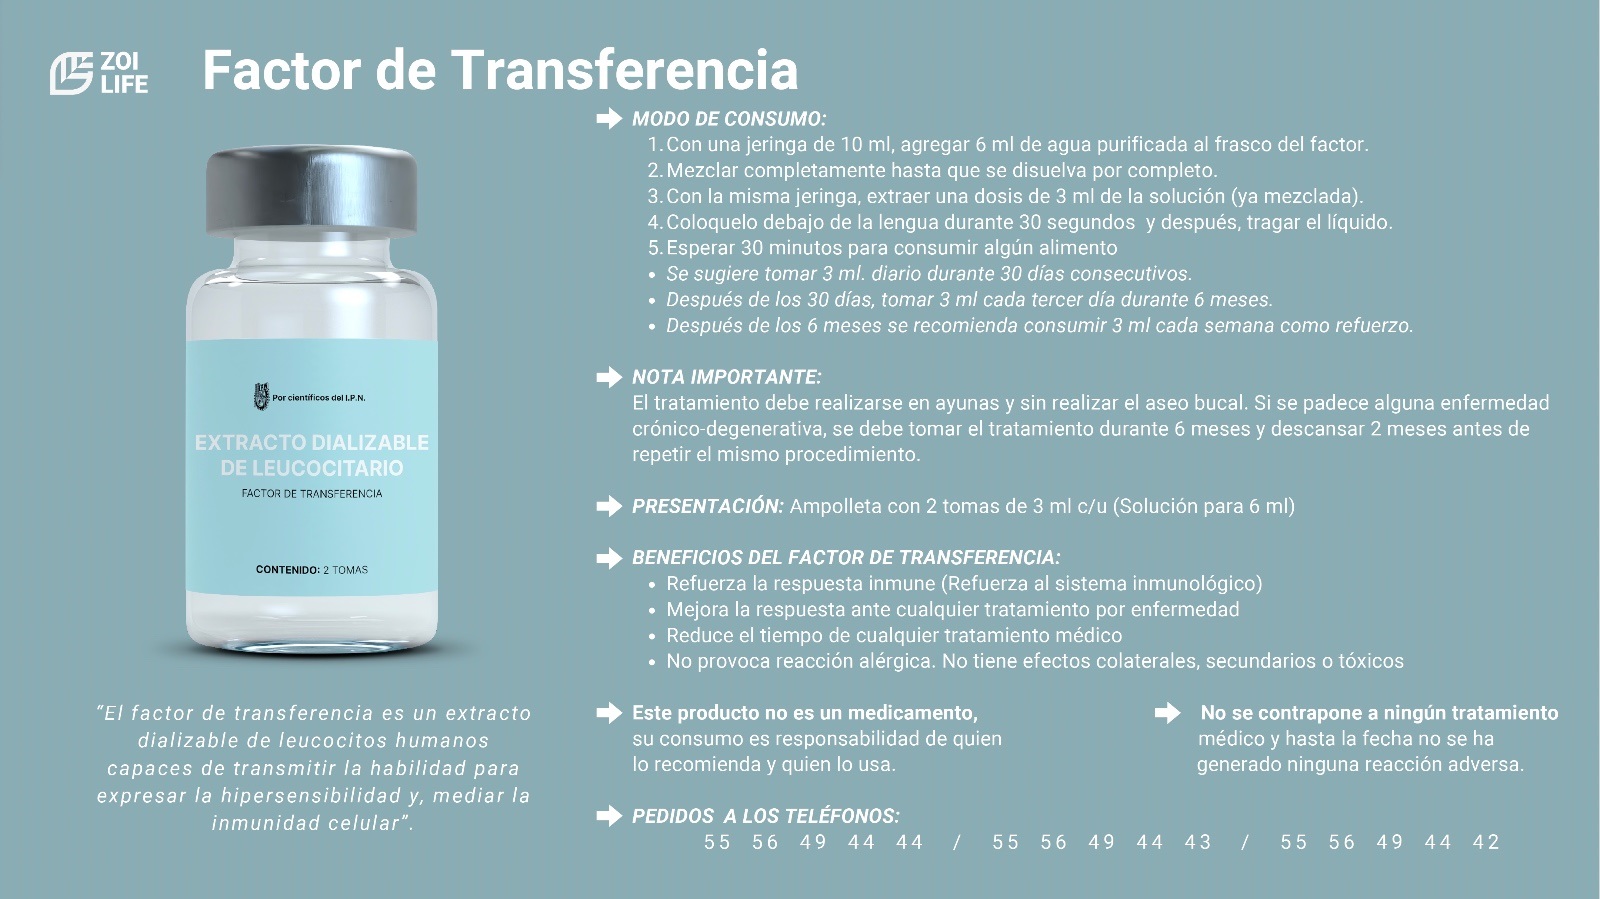 ZOI
LIFE
Factor de Transferencia
MODO DE CONSUMO:
1. Con una jeringa de 10 ml, agregar 6 ml de agua purificada al frasco del factor.
2. Mezclar completamente hasta que se disuelva por completo.
3. Con la misma jeringa, extraer una dosis de 3 ml de la solución (ya mezclada).
4. Coloquelo debajo de la lengua durante 30 segundos y después, tragar el líquido.
5. Esperar 30 minutos para consumir algún alimento
• Se sugiere tomar 3 ml. diario durante 30 días consecutivos.
• Después de los 30 días, tomar 3 ml cada tercer día durante 6 meses.
• Después de los 6 meses se recomienda consumir 3 ml cada semana como refuerzo.
NOTA IMPORTANTE:
El tratamiento debe realizarse en ayunas y sin realizar el aseo bucal. Si se padece alguna enfermedad
crónico-degenerativa, se debe tomar el tratamiento durante 6 meses y descansar 2 meses antes de
repetir el mismo procedimiento.
PRESENTACIÓN: Ampolleta con 2 tomas de 3 ml c/u (Solución para 6 ml)
BENEFICIOS DEL FACTOR DE TRANSFERENCIA:
• Refuerza la respuesta inmune (Refuerza al sistema inmunológico)
• Mejora la respuesta ante cualquier tratamiento por enfermedad
• Reduce el tiempo de cualquier tratamiento médico
• No provoca reacción alérgica. No tiene efectos colaterales, secundarios o tóxicos
Este producto no es un medicamento,
su consumo es responsabilidad de quien
lo recomienda y quien lo usa.
No se contrapone a ningún tratamiento
médico y hasta la fecha no se ha
generado ninguna reacción adversa.
PEDIDOS A LOS TELÉFONOS:
55 56 49 44 44 / 55 56 49 44 43 / 55 56 49 44 42
Por científicos del I.P.N.
EXTRACTO DIALIZABLE
DE LEUCOCITARIO
FACTOR DE TRANSFERENCIA
CONTENIDO: 2 TOMAS
"El factor de transferencia es un extracto
dializable de leucocitos humanos
capaces de transmitir la habilidad para
expresar la hipersensibilidad y, mediar la
inmunidad celular".